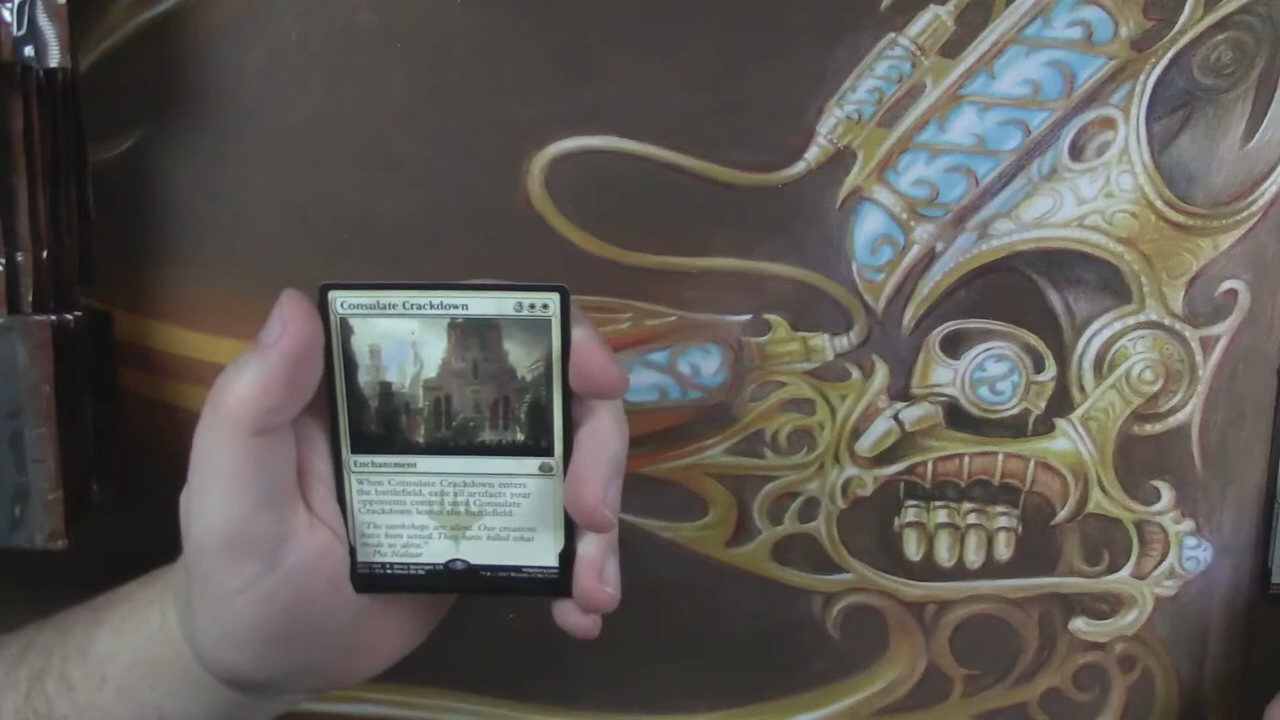 Consulate Crackdown 3
Enchantment
When Consulate Crackdown enters
the battlefield, exile all artifacts your
opponents control until Consulate
Crackdown leaves the battlefield.
"The workshops are silent. Our creations
have been seized. They have killed what
made us alive."
—Pia Nalaar